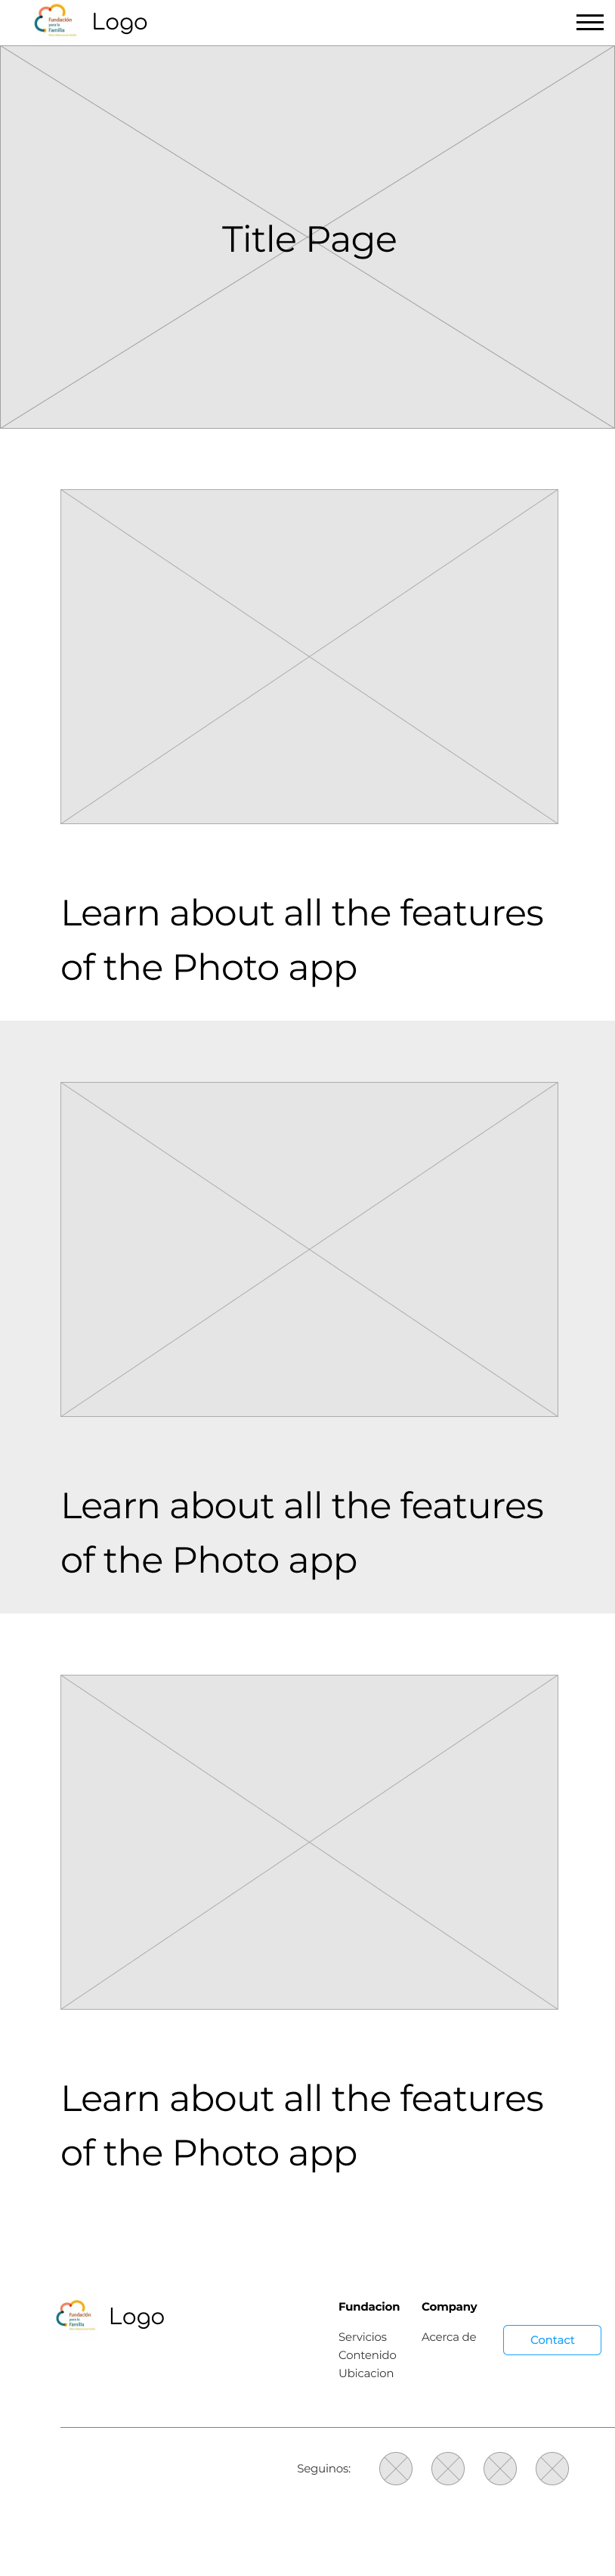 Fundación
para la
Familia
Logo
Title Page
Learn about all the features
of the Photo app
Learn about all the features
of the Photo app
Learn about all the features
of the Photo app
Fundación
para la
Familia
Logo
Fundacion
Company
Servicios
Acerca de
Contenido
Ubicacion
Contact
Seguinos: